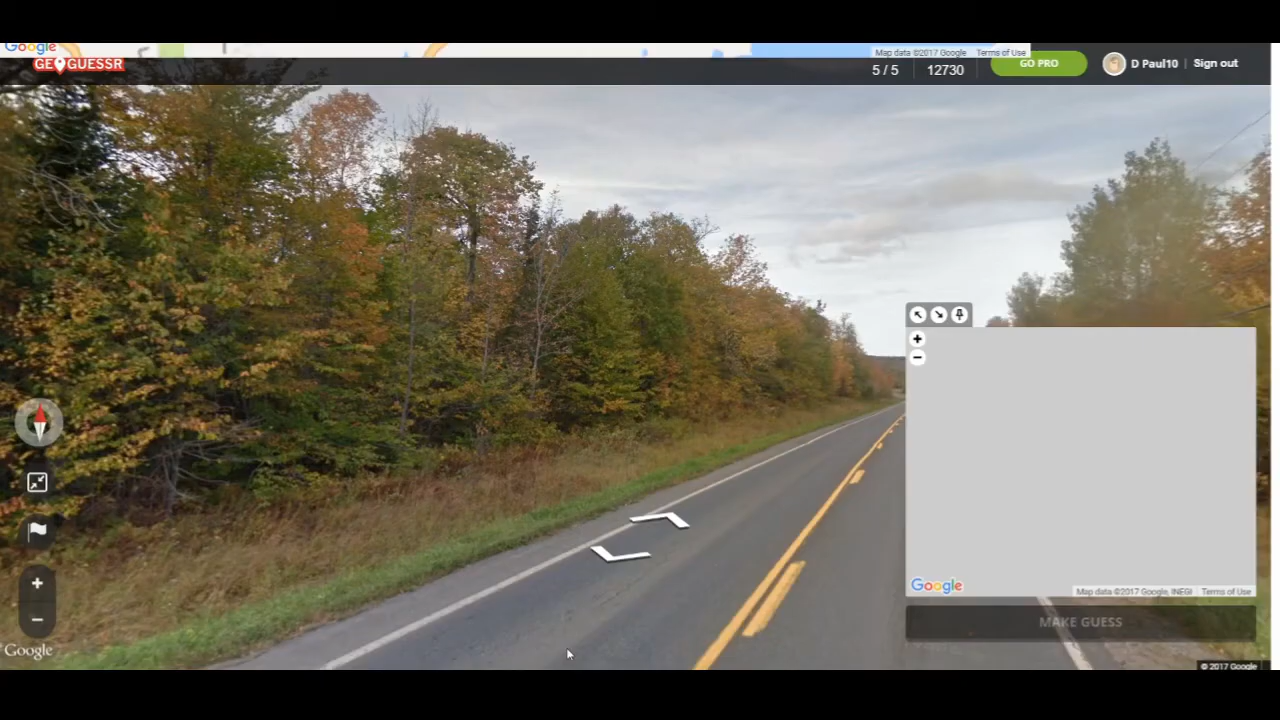 Google
Map data ©2017 Google Terms of Use
GEOGUESSR
5 / 5 12730 GO PRO D Paul10 | Sign out
Google
Map data ©2017 Google, INEGI Terms of Use
MAKE GUESS
Google
© 2017 Google